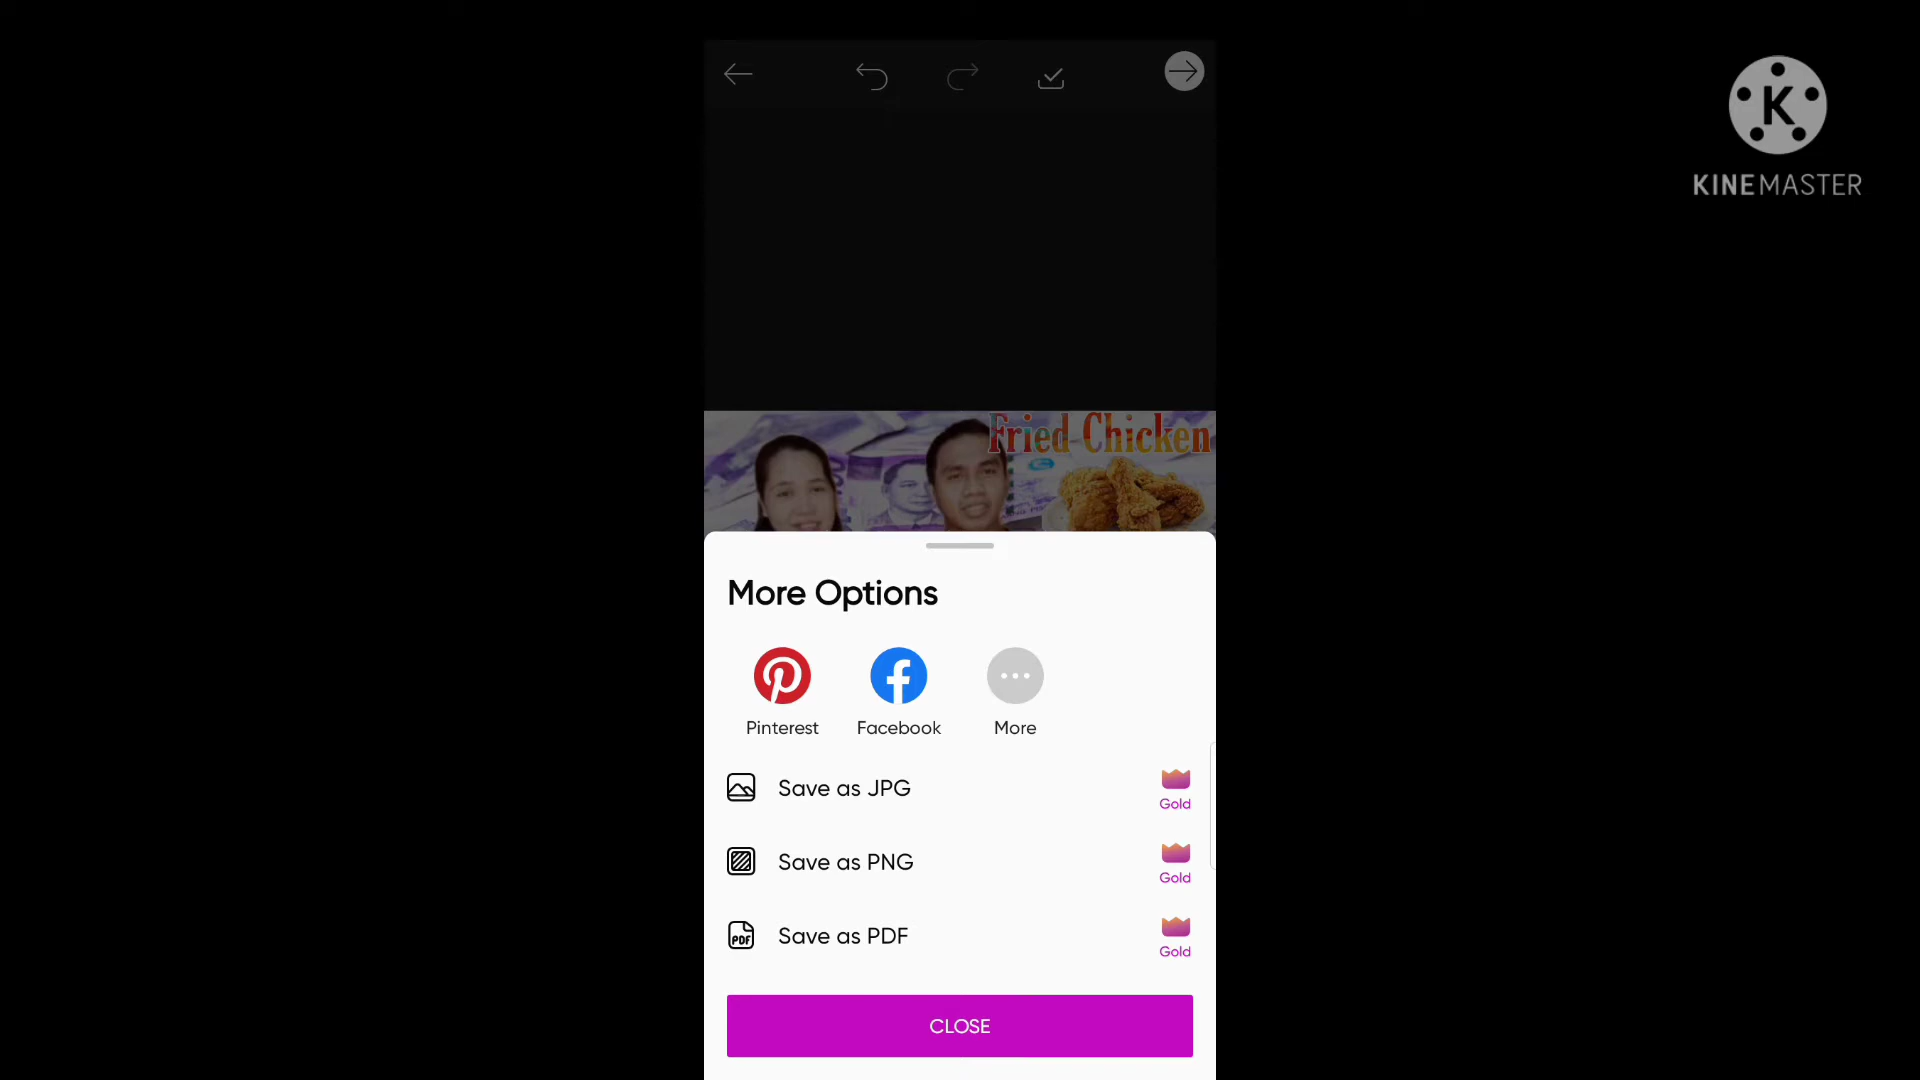 KINEMASTER
Fried Chicken
More Options
Pinterest
Facebook
More
Save as JPG
Gold
Save as PNG
Gold
PDF
Save as PDF
Gold
CLOSE